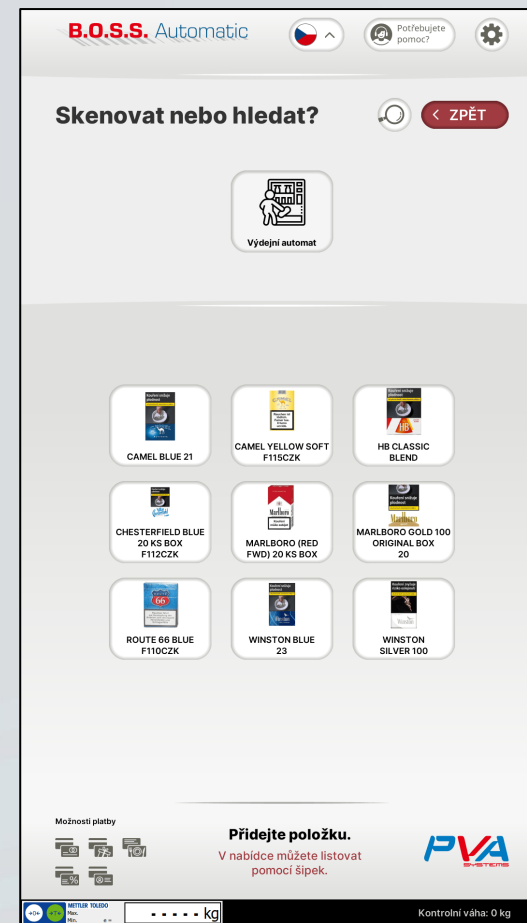 B.O.S.S. Automatic
Potřebujete
pomoc?
Skenovat nebo hledat?
< ZPĚT
Výdejní automat
CAMEL BLUE 21
CAMEL YELLOW SOFT
F115CZK
HB CLASSIC
BLEND
CHESTERFIELD BLUE
20 KS BOX
F112CZK
MARLBORO (RED
FWD) 20 KS BOX
MARLBORO GOLD 100
ORIGINAL BOX
20
ROUTE 66 BLUE
F110CZK
WINSTON BLUE
23
WINSTON
SILVER 100
Možnosti platby
Přidejte položku.
V nabídce můžete listovat
pomocí šipek.
PVA
SYSTEMS
METTLER TOLEDO
Max.
Min. e =
- - - - - kg
Kontrolní váha: 0 kg